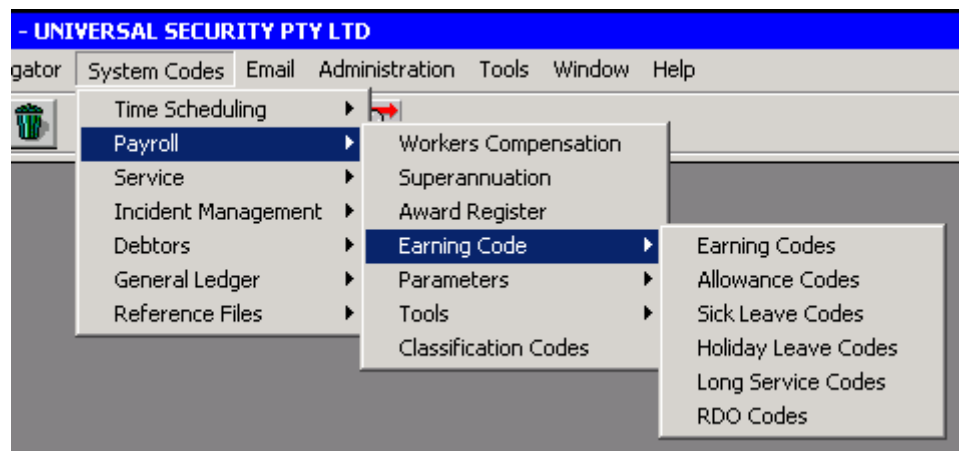 - UNIVERSAL SECURITY PTY LTD
gator System Codes Email Administration Tools Window Help
Time Scheduling
Payroll
Service
Incident Management
Debtors
General Ledger
Reference Files
Workers Compensation
Superannuation
Award Register
Earning Code
Parameters
Tools
Classification Codes
Earning Codes
Allowance Codes
Sick Leave Codes
Holiday Leave Codes
Long Service Codes
RDO Codes